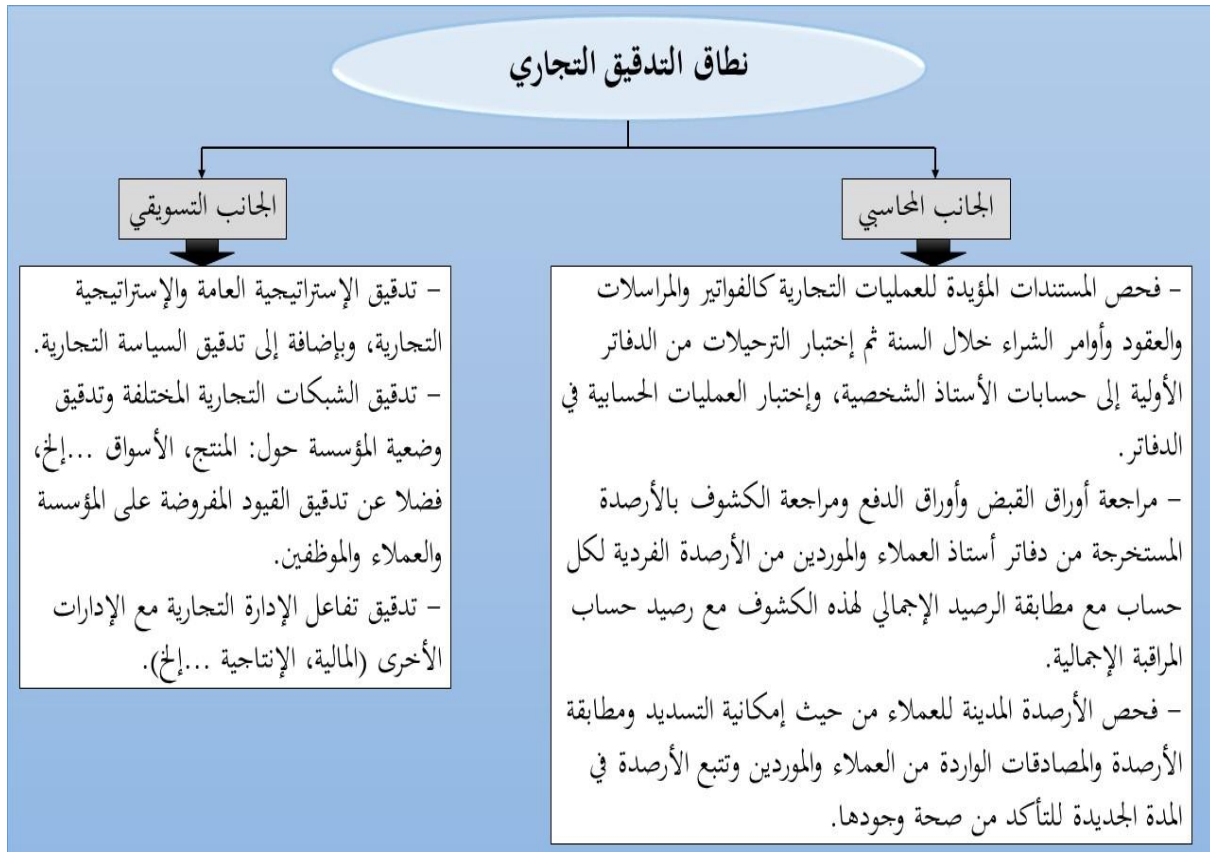 نطاق التدقيق التجاري
الجانب المحاسبي
– فحص المستندات المؤيدة للعمليات التجارية كالفواتير والمراسلات
والعقود وأوامر الشراء خلال السنة ثم إختبار الترحيلات من الدفاتر
الأولية إلى حسابات الأستاذ الشخصية، وإختبار العمليات الحسابية في
الدفاتر.
– مراجعة أوراق القبض وأوراق الدفع ومراجعة الكشوف بالأرصدة
المستخرجة من دفاتر أستاذ العملاء والموردين من الأرصدة الفردية لكل
حساب مع مطابقة الرصيد الإجمالي لهذه الكشوف مع رصيد حساب
المراقبة الإجمالية.
– فحص الأرصدة المدينة للعملاء من حيث إمكانية التسديد ومطابقة
الأرصدة والمصادقات الواردة من العملاء والموردين وتتبع الأرصدة في
المدة الجديدة للتأكد من صحة وجودها.
الجانب التسويقي
– تدقيق الإستراتيجية العامة والإستراتيجية
التجارية، وبإضافة إلى تدقيق السياسة التجارية.
– تدقيق الشبكات التجارية المختلفة وتدقيق
وضعية المؤسسة حول: المنتج، الأسواق ...إلخ،
فضلا عن تدقيق القيود المفروضة على المؤسسة
والعملاء والموظفين.
– تدقيق تفاعل الإدارة التجارية مع الإدارات
الأخرى (المالية، الإنتاجية ...إلخ).